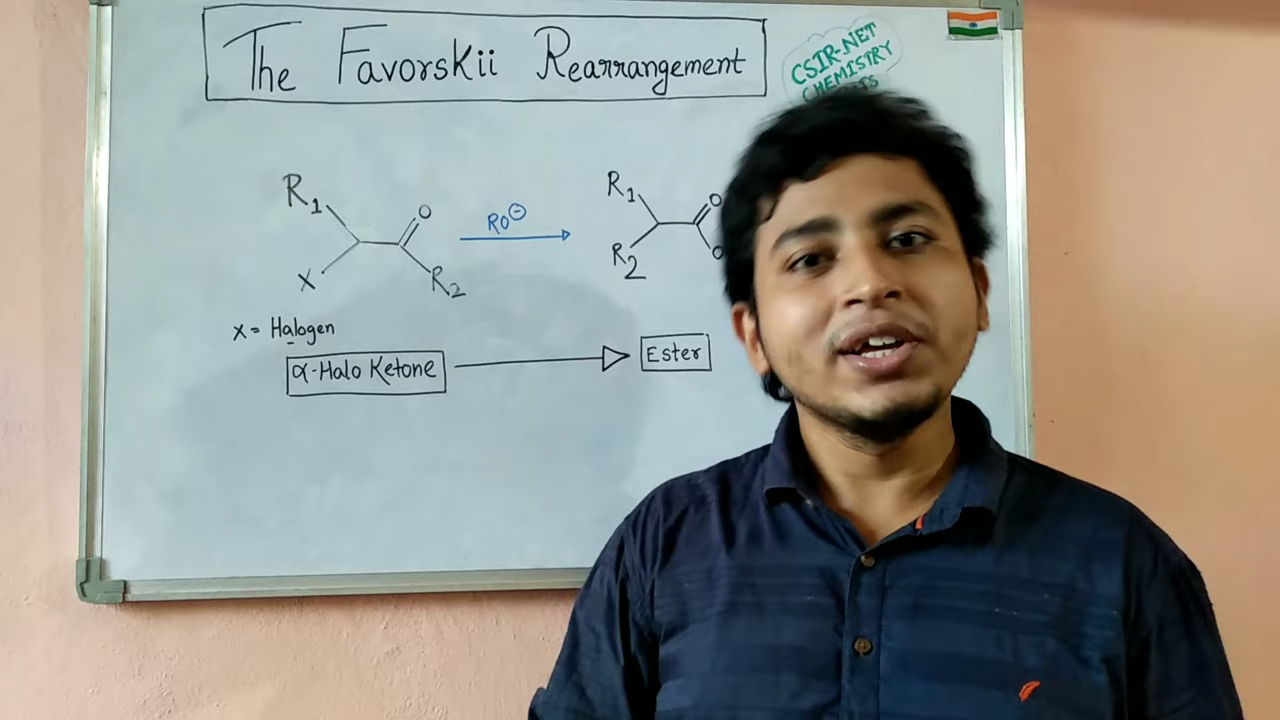 The Favorskii Rearrangement
CSIR-NET
CHEMISTRY
R1
O
X
R2
RO⊖
R1
O
R2
O
X = Halogen
α-Halo Ketone
Ester